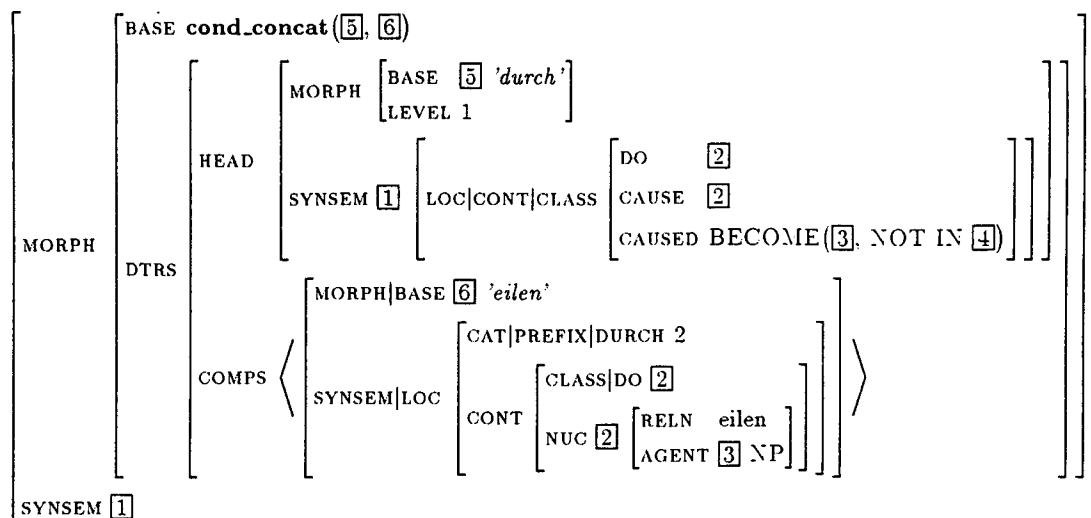 BASE cond_concat(5, 6)
MORPH [BASE 5 'durch'
LEVEL 1]
HEAD
SYNSEM 1 [LOC|CONT|CLASS [DO 2
CAUSE 2
CAUSED BECOME(3, NOT IN 4)]]
MORPH
DTRS
MORPH|BASE 6 'eilen'
CAT|PREFIX|DURCH 2
COMPS ⟨
SYNSEM|LOC
CONT [CLASS|DO 2
NUC 2 [RELN eilen
AGENT 3 NP]] ⟩
SYNSEM 1